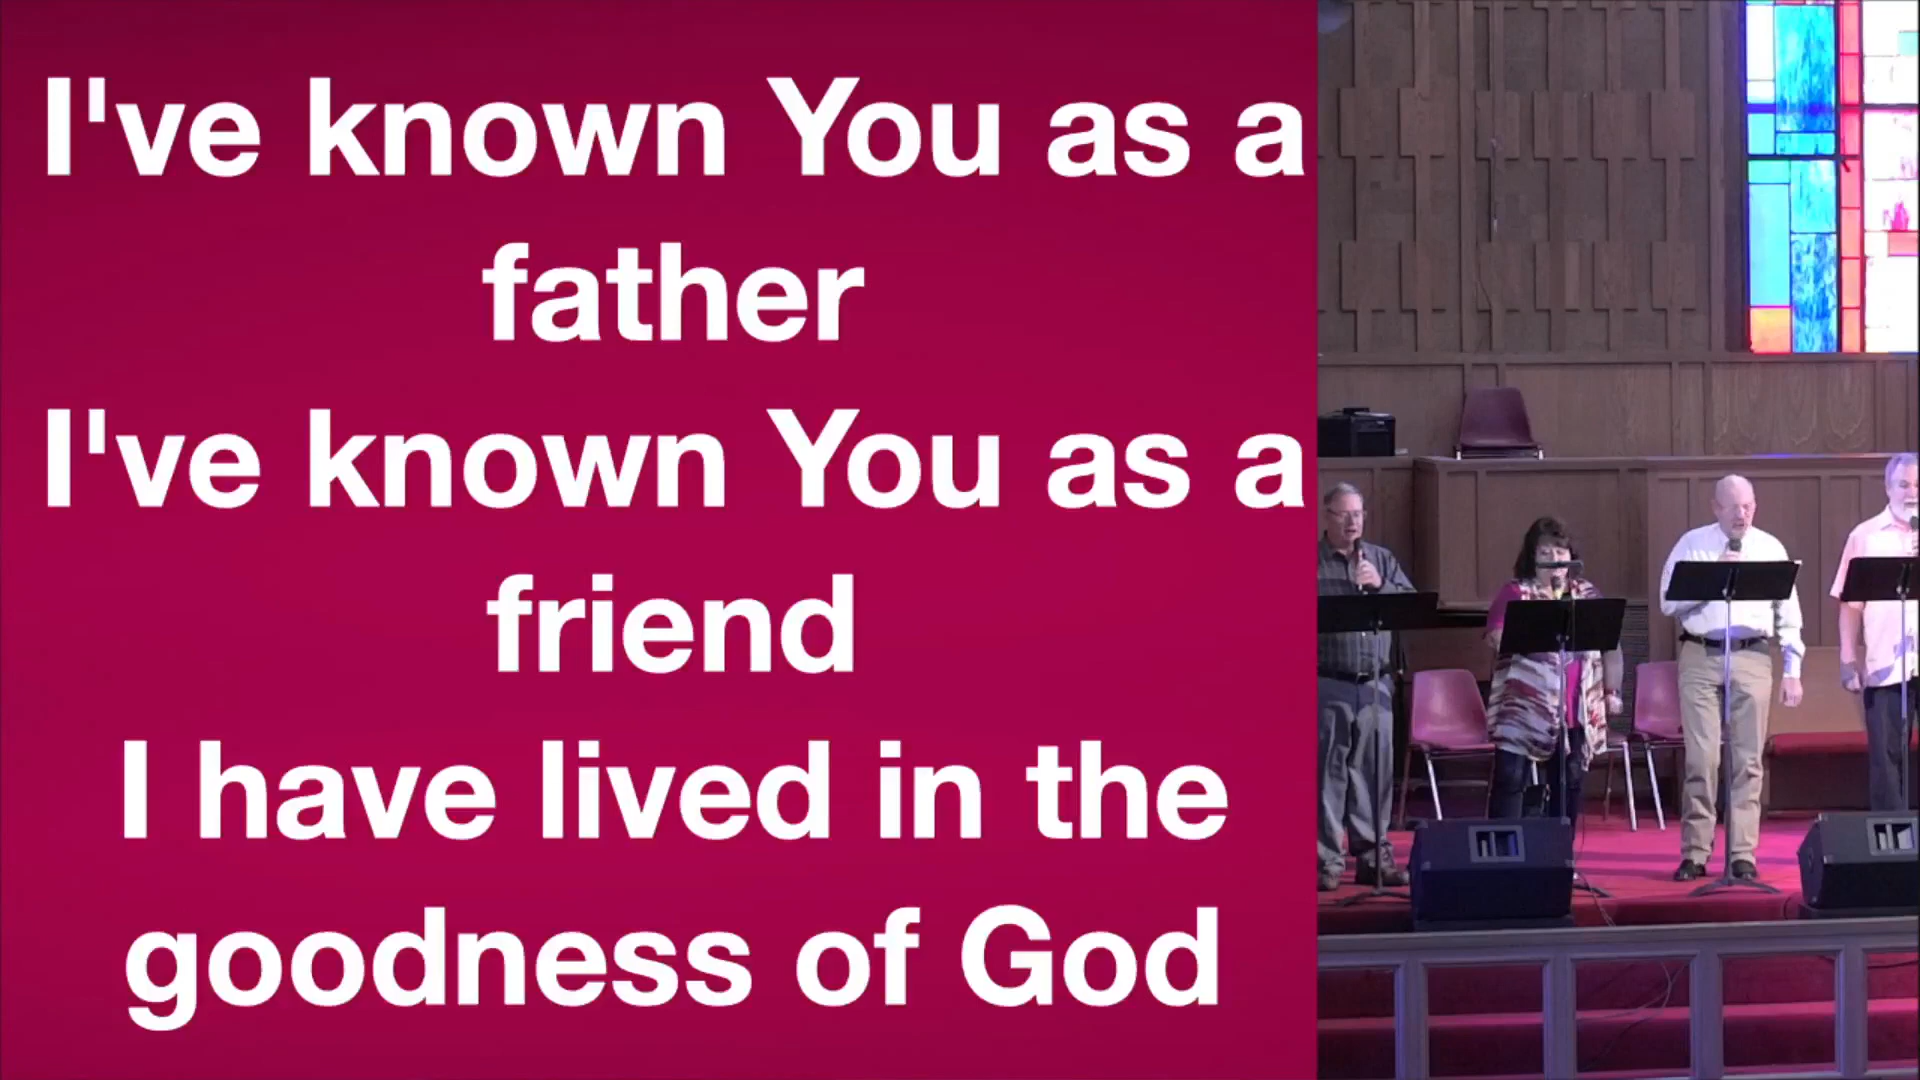 I've known You as a
father
I've known You as a
friend
I have lived in the
goodness of God